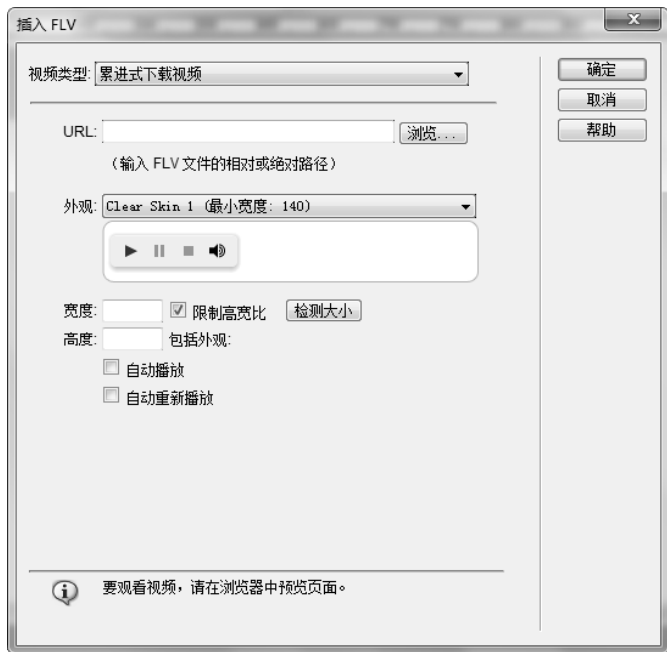 插入 FLV
视频类型: 累进式下载视频
确定
取消
URL: 浏览...
帮助
（输入 FLV 文件的相对或绝对路径）
外观: Clear Skin 1 (最小宽度: 140)
宽度: 限制高宽比 检测大小
高度: 包括外观:
自动播放
自动重新播放
要观看视频，请在浏览器中预览页面。